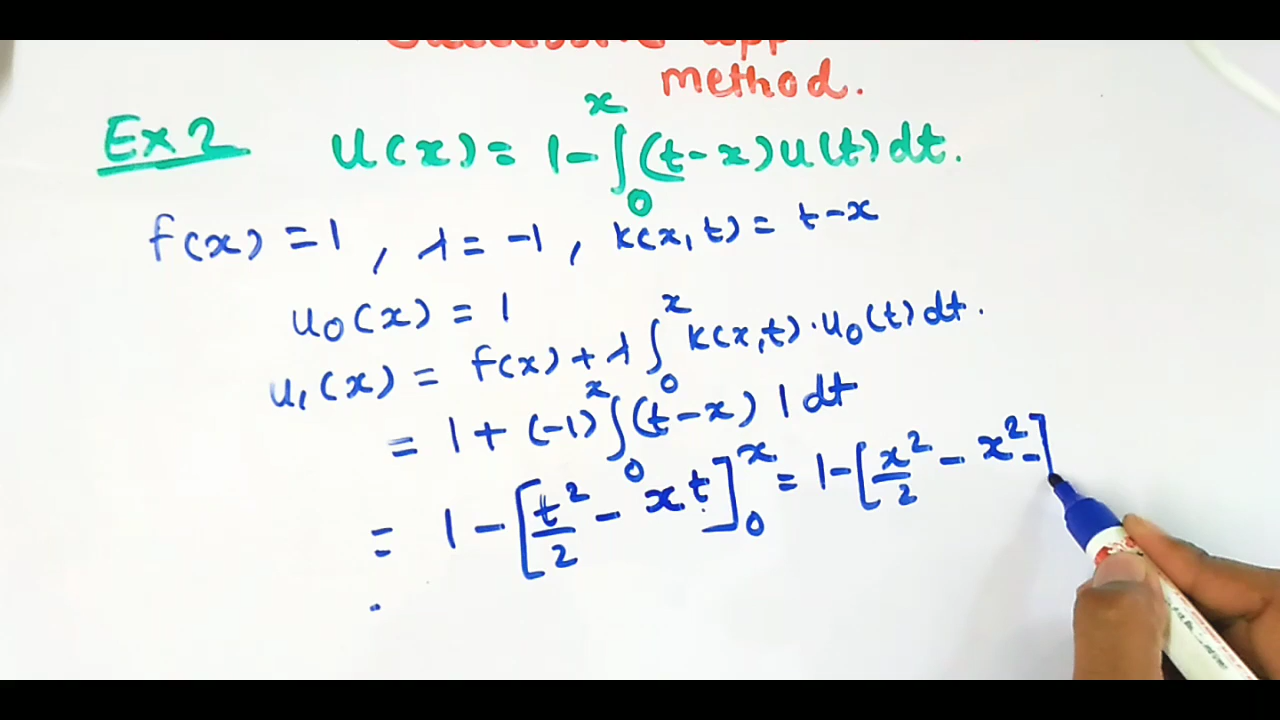 method.
Ex 2 u(x) = 1 - ∫₀ˣ (t-x) u(t) dt.
f(x) = 1 , λ = -1 , k(x,t) = t-x
u₀(x) = 1
u₁(x) = f(x) + λ ∫₀ˣ k(x,t)·u₀(t) dt.
= 1 + (-1) ∫₀ˣ (t-x) 1 dt
= 1 - [t²/2 - xt]₀ˣ = 1 - [x²/2 - x²]